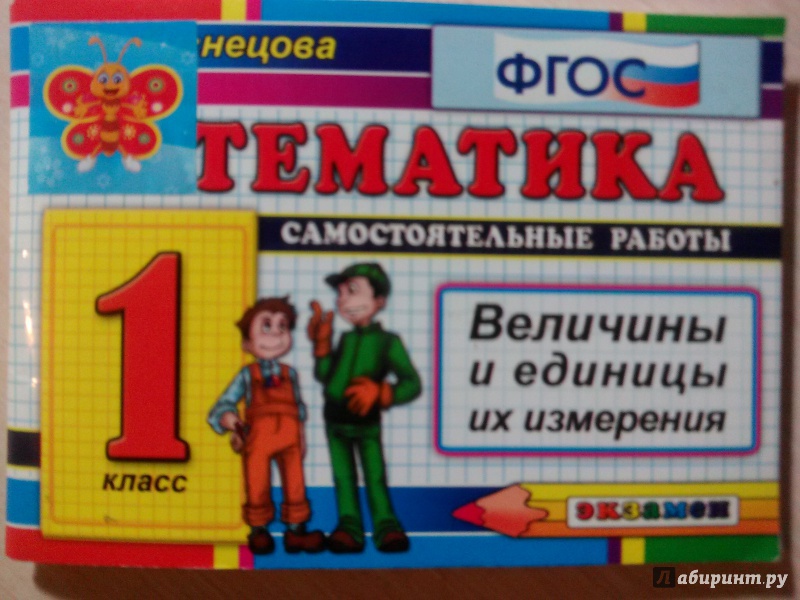 нецова
ФГОС
ТЕМАТИКА
САМОСТОЯТЕЛЬНЫЕ РАБОТЫ
1
класс
Величины
и единицы
их измерения
экзамен
Лабиринт.ру